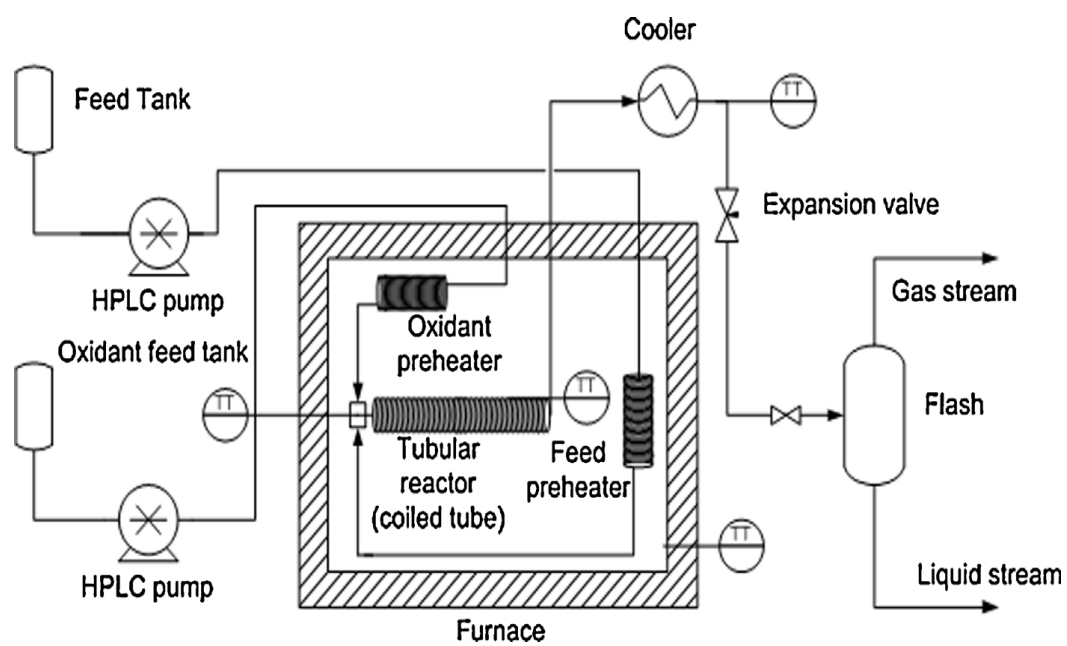 Cooler
TT
Feed Tank
Expansion valve
HPLC pump
Gas stream
Oxidant
preheater
Oxidant feed tank
TT
TT
Flash
Tubular
reactor
(coiled tube)
Feed
preheater
TT
HPLC pump
Liquid stream
Furnace